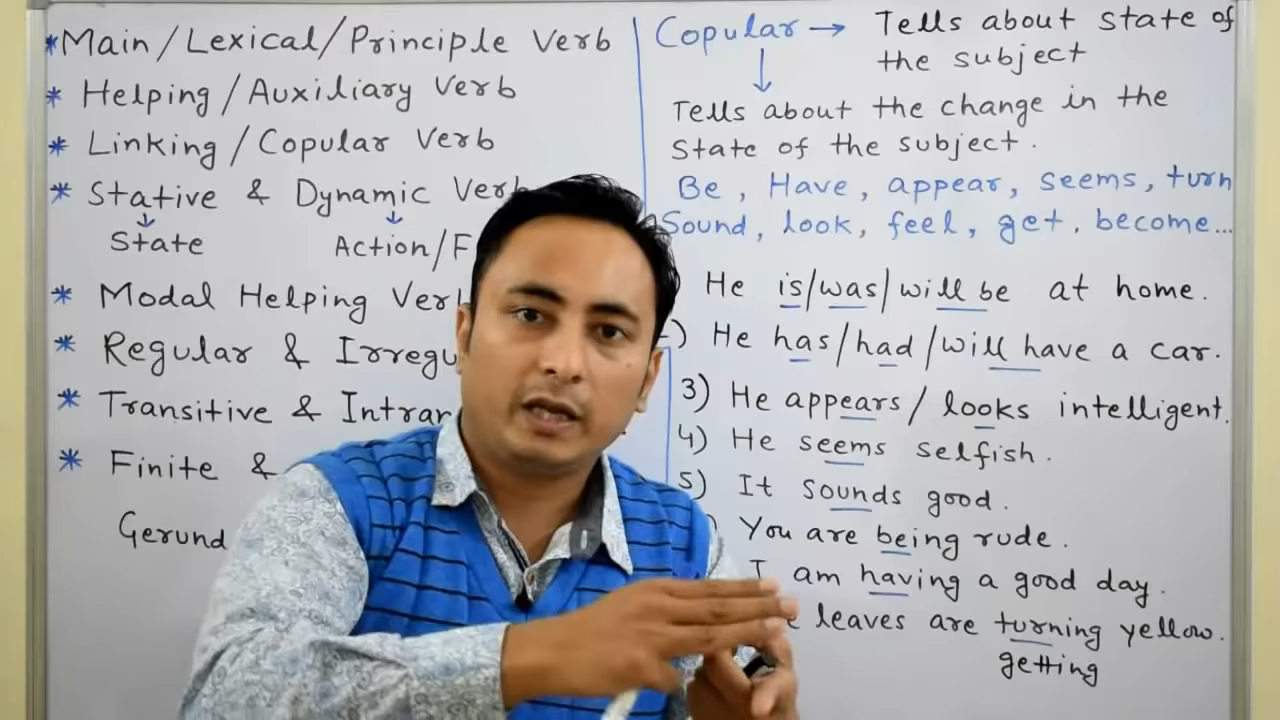 *Main/Lexical/Principle Verb
* Helping/Auxiliary Verb
* Linking/Copular Verb
* Stative & Dynamic Verb
State Action/F
* Modal Helping Verb
* Regular & Irregu
* Transitive & Intran
* Finite &
Gerund
Copular → Tells about state of
the subject
Tells about the change in the
State of the subject.
Be, Have, appear, seems, turn
Sound, look, feel, get, become...
He is/was/will be at home.
) He has/had/will have a car.
3) He appears/looks intelligent.
4) He seems selfish.
5) It sounds good.
You are being rude.
I am having a good day.
e leaves are turning yellow.
getting